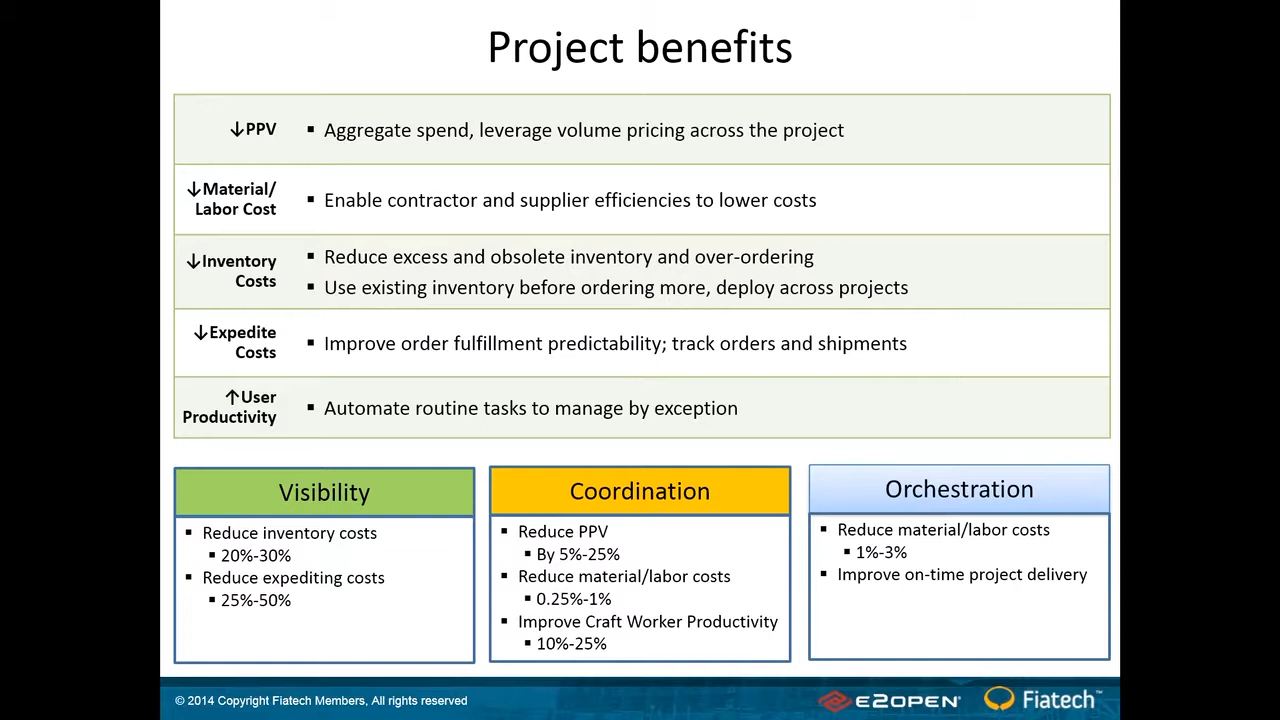 Project benefits
↓PPV
▪ Aggregate spend, leverage volume pricing across the project
↓Material/
Labor Cost
▪ Enable contractor and supplier efficiencies to lower costs
↓Inventory
Costs
▪ Reduce excess and obsolete inventory and over-ordering
▪ Use existing inventory before ordering more, deploy across projects
↓Expedite
Costs
▪ Improve order fulfillment predictability; track orders and shipments
↑User
Productivity
▪ Automate routine tasks to manage by exception
Visibility
▪ Reduce inventory costs
▪ 20%-30%
▪ Reduce expediting costs
▪ 25%-50%
Coordination
▪ Reduce PPV
▪ By 5%-25%
▪ Reduce material/labor costs
▪ 0.25%-1%
▪ Improve Craft Worker Productivity
▪ 10%-25%
Orchestration
▪ Reduce material/labor costs
▪ 1%-3%
▪ Improve on-time project delivery
© 2014 Copyright Fiatech Members, All rights reserved
E2OPEN®
Fiatech™